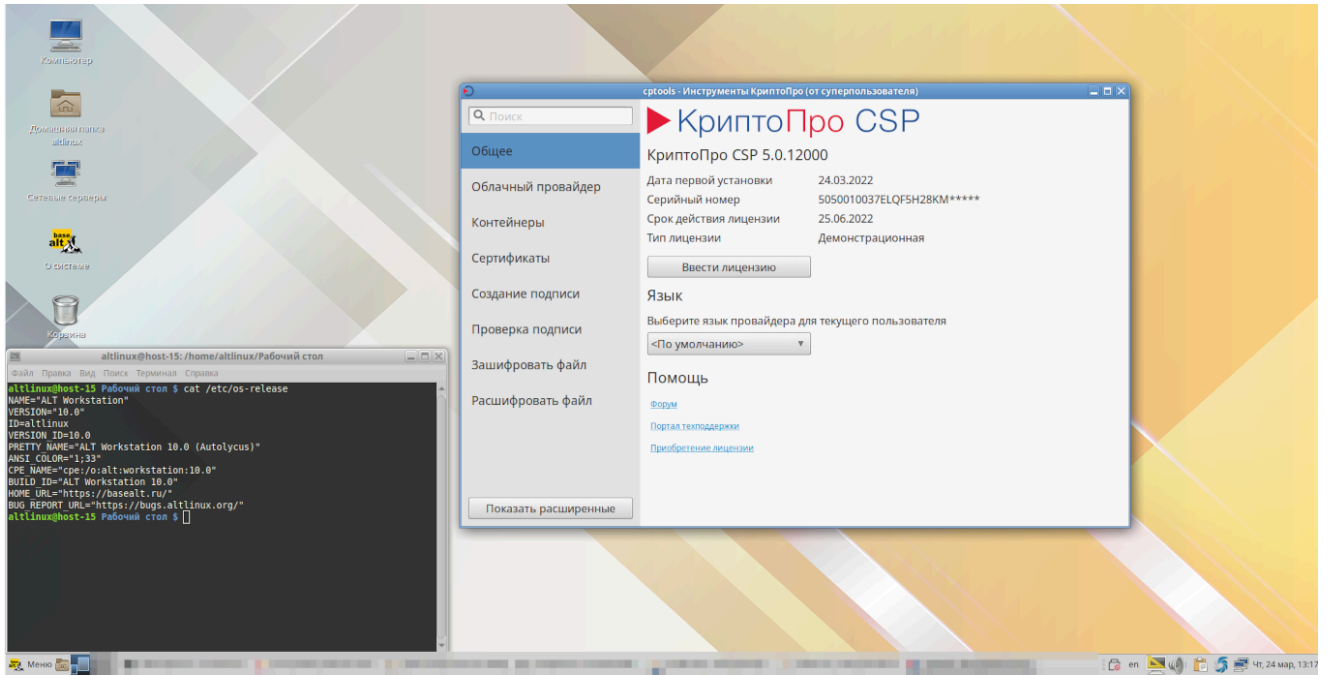 Компьютер
Домашняя папка
altlinux
Сетевые серверы
base
alt
О системе
Корзина
altlinux@host-15: /home/altlinux/Рабочий стол
Файл Правка Вид Поиск Терминал Справка
altlinux@host-15 Рабочий стол $ cat /etc/os-release
NAME="ALT Workstation"
VERSION="10.0"
ID=altlinux
VERSION_ID=10.0
PRETTY_NAME="ALT Workstation 10.0 (Autolycus)"
ANSI_COLOR="1;33"
CPE_NAME="cpe:/o:alt:workstation:10.0"
BUILD_ID="ALT Workstation 10.0"
HOME_URL="https://basealt.ru/"
BUG_REPORT_URL="https://bugs.altlinux.org/"
altlinux@host-15 Рабочий стол $
cptools - Инструменты КриптоПро (от суперпользователя)
Поиск
Общее
Облачный провайдер
Контейнеры
Сертификаты
Создание подписи
Проверка подписи
Зашифровать файл
Расшифровать файл
Показать расширенные
КриптоПро CSP
КриптоПро CSP 5.0.12000
Дата первой установки 24.03.2022
Серийный номер 5050010037ELQF5H28KM*****
Срок действия лицензии 25.06.2022
Тип лицензии Демонстрационная
Ввести лицензию
Язык
Выберите язык провайдера для текущего пользователя
<По умолчанию>
Помощь
Форум
Портал техподдержки
Приобретение лицензии
Меню
en
Чт, 24 мар, 13:17